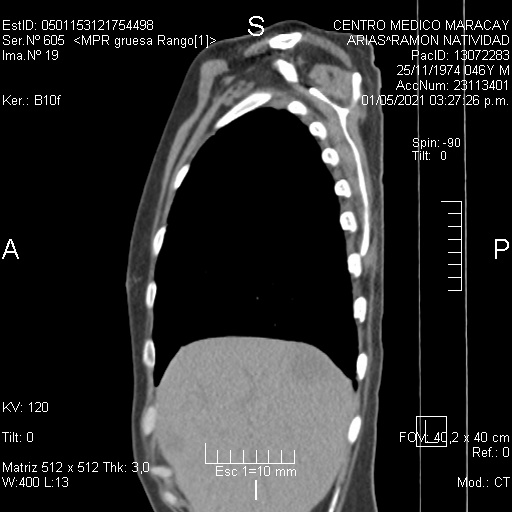 EstID: 0501153121754498
Ser.Nº 605 <MPR gruesa Rango[1]>
Ima.Nº 19
Ker.: B10f
S
CENTRO MEDICO MARACAY
ARIAS^RAMON NATIVIDAD
PacID: 13072283
25/11/1974 046Y M
AccNum: 23113401
01/05/2021 03:27:26 p.m.
Spin: -90
Tilt: 0
A
P
KV: 120
Tilt: 0
Matriz 512 x 512 Thk: 3,0
W:400 L:13
Esc 1=10 mm
I
L
FOV: 40,2 x 40 cm
Ref.: 0
Mod.: CT